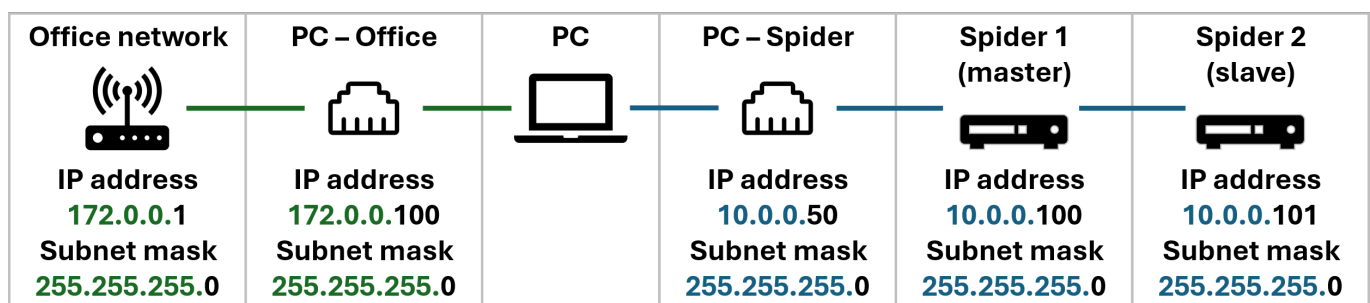 Office network
PC – Office
PC
PC – Spider
Spider 1
(master)
Spider 2
(slave)
IP address
172.0.0.1
Subnet mask
255.255.255.0
IP address
172.0.0.100
Subnet mask
255.255.255.0
IP address
10.0.0.50
Subnet mask
255.255.255.0
IP address
10.0.0.100
Subnet mask
255.255.255.0
IP address
10.0.0.101
Subnet mask
255.255.255.0